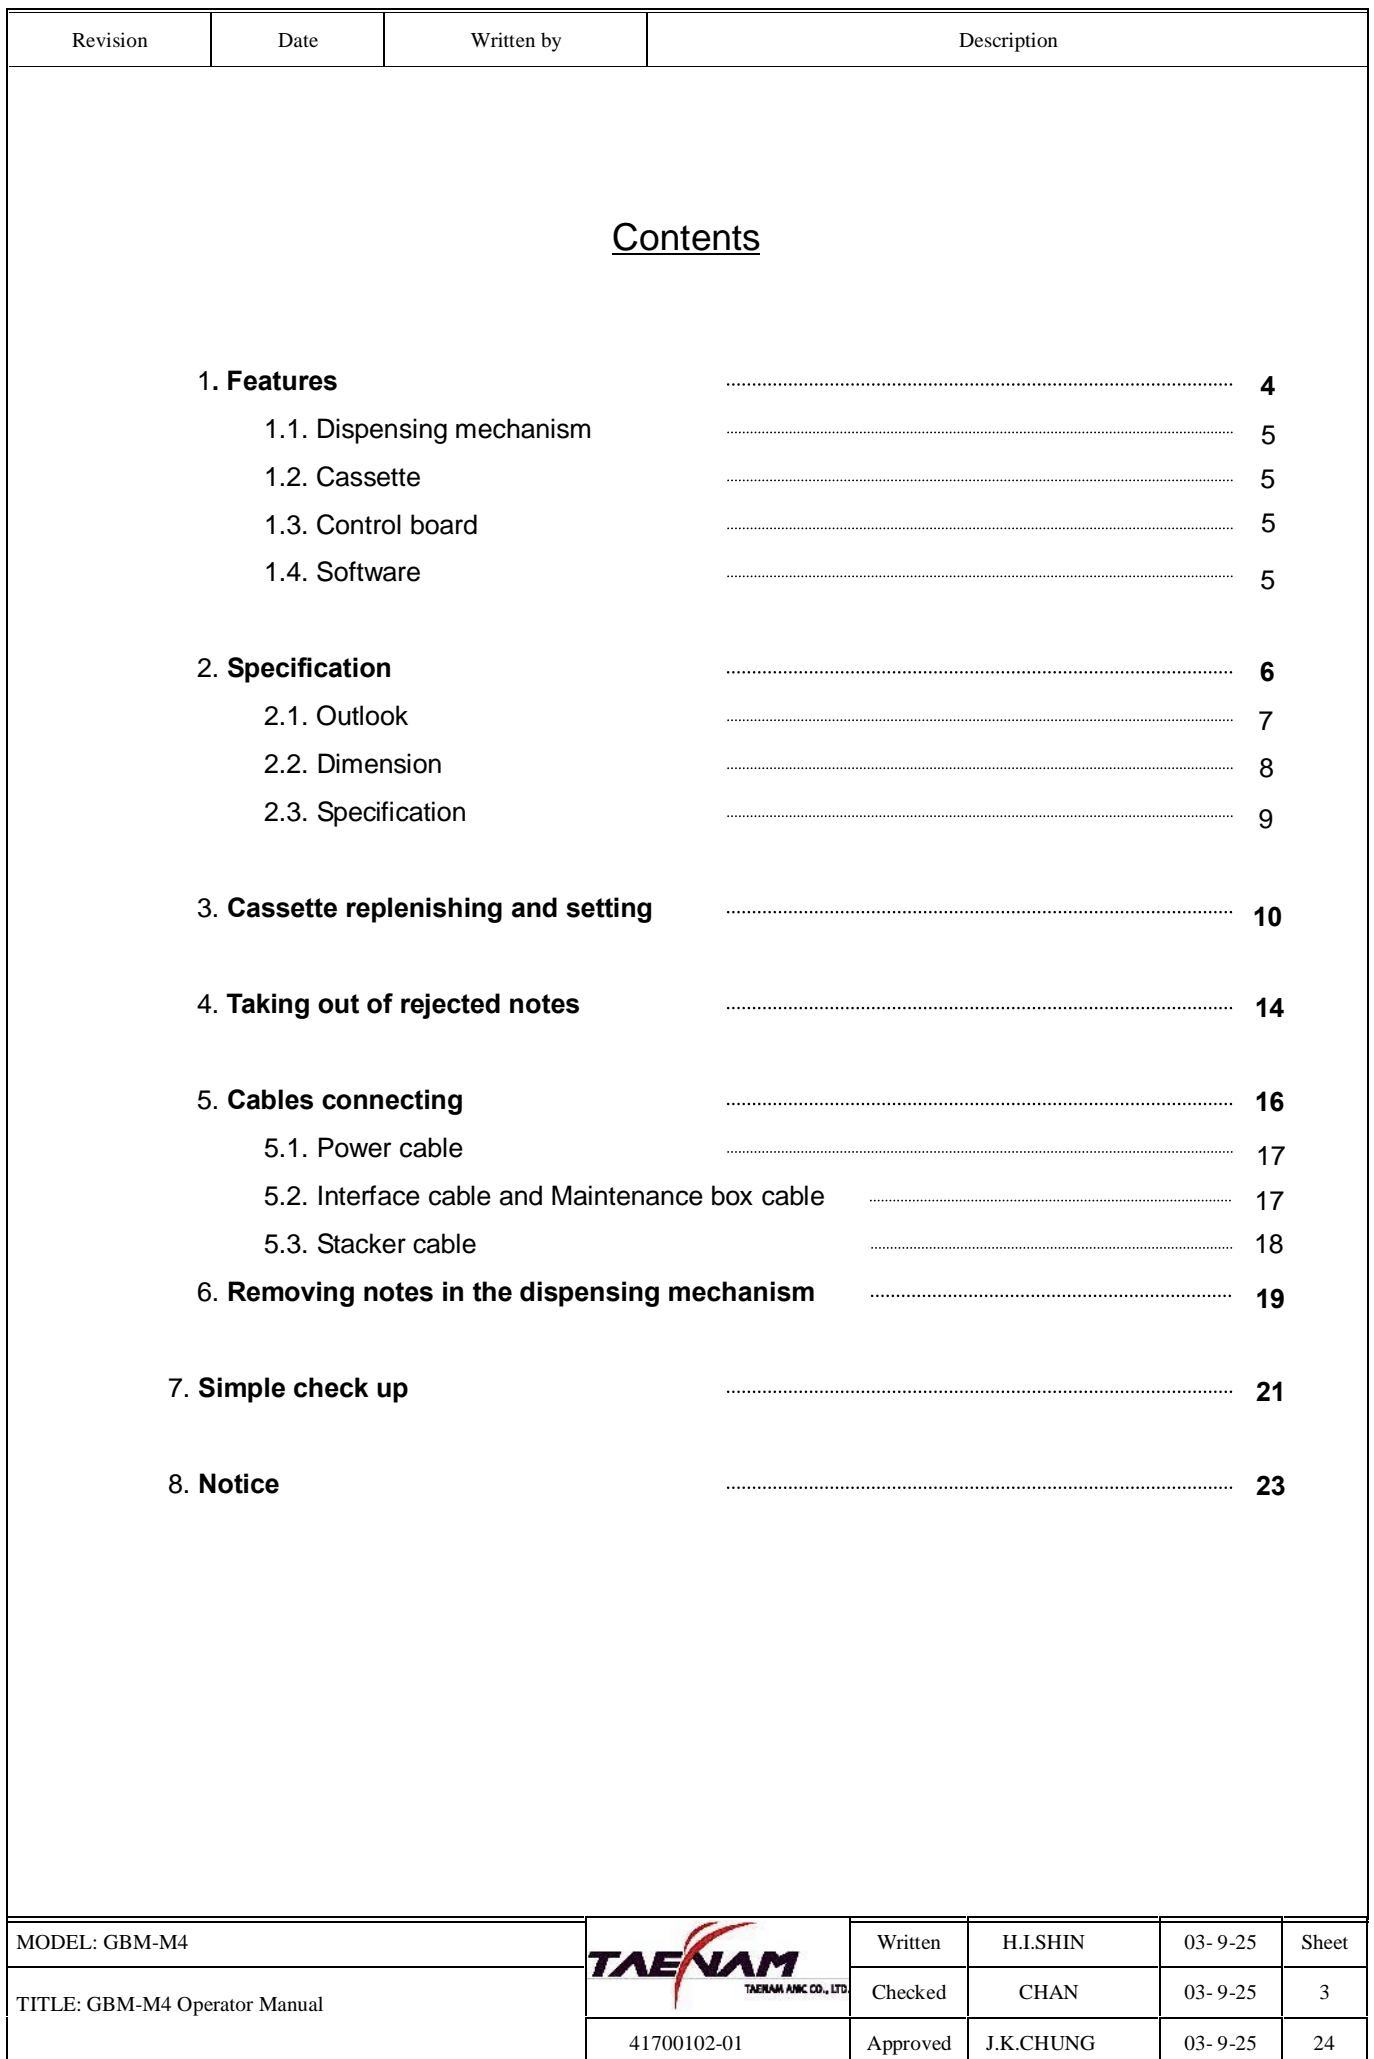 Revision Date Written by Description
Contents
1. Features 4
1.1. Dispensing mechanism 5
1.2. Cassette 5
1.3. Control board 5
1.4. Software 5
2. Specification 6
2.1. Outlook 7
2.2. Dimension 8
2.3. Specification 9
3. Cassette replenishing and setting 10
4. Taking out of rejected notes 14
5. Cables connecting 16
5.1. Power cable 17
5.2. Interface cable and Maintenance box cable 17
5.3. Stacker cable 18
6. Removing notes in the dispensing mechanism 19
7. Simple check up 21
8. Notice 23
MODEL: GBM-M4 TAENAM Written H.I.SHIN 03- 9-25 Sheet
TITLE: GBM-M4 Operator Manual TAENAM AMC CO., LTD. Checked CHAN 03- 9-25 3
41700102-01 Approved J.K.CHUNG 03- 9-25 24